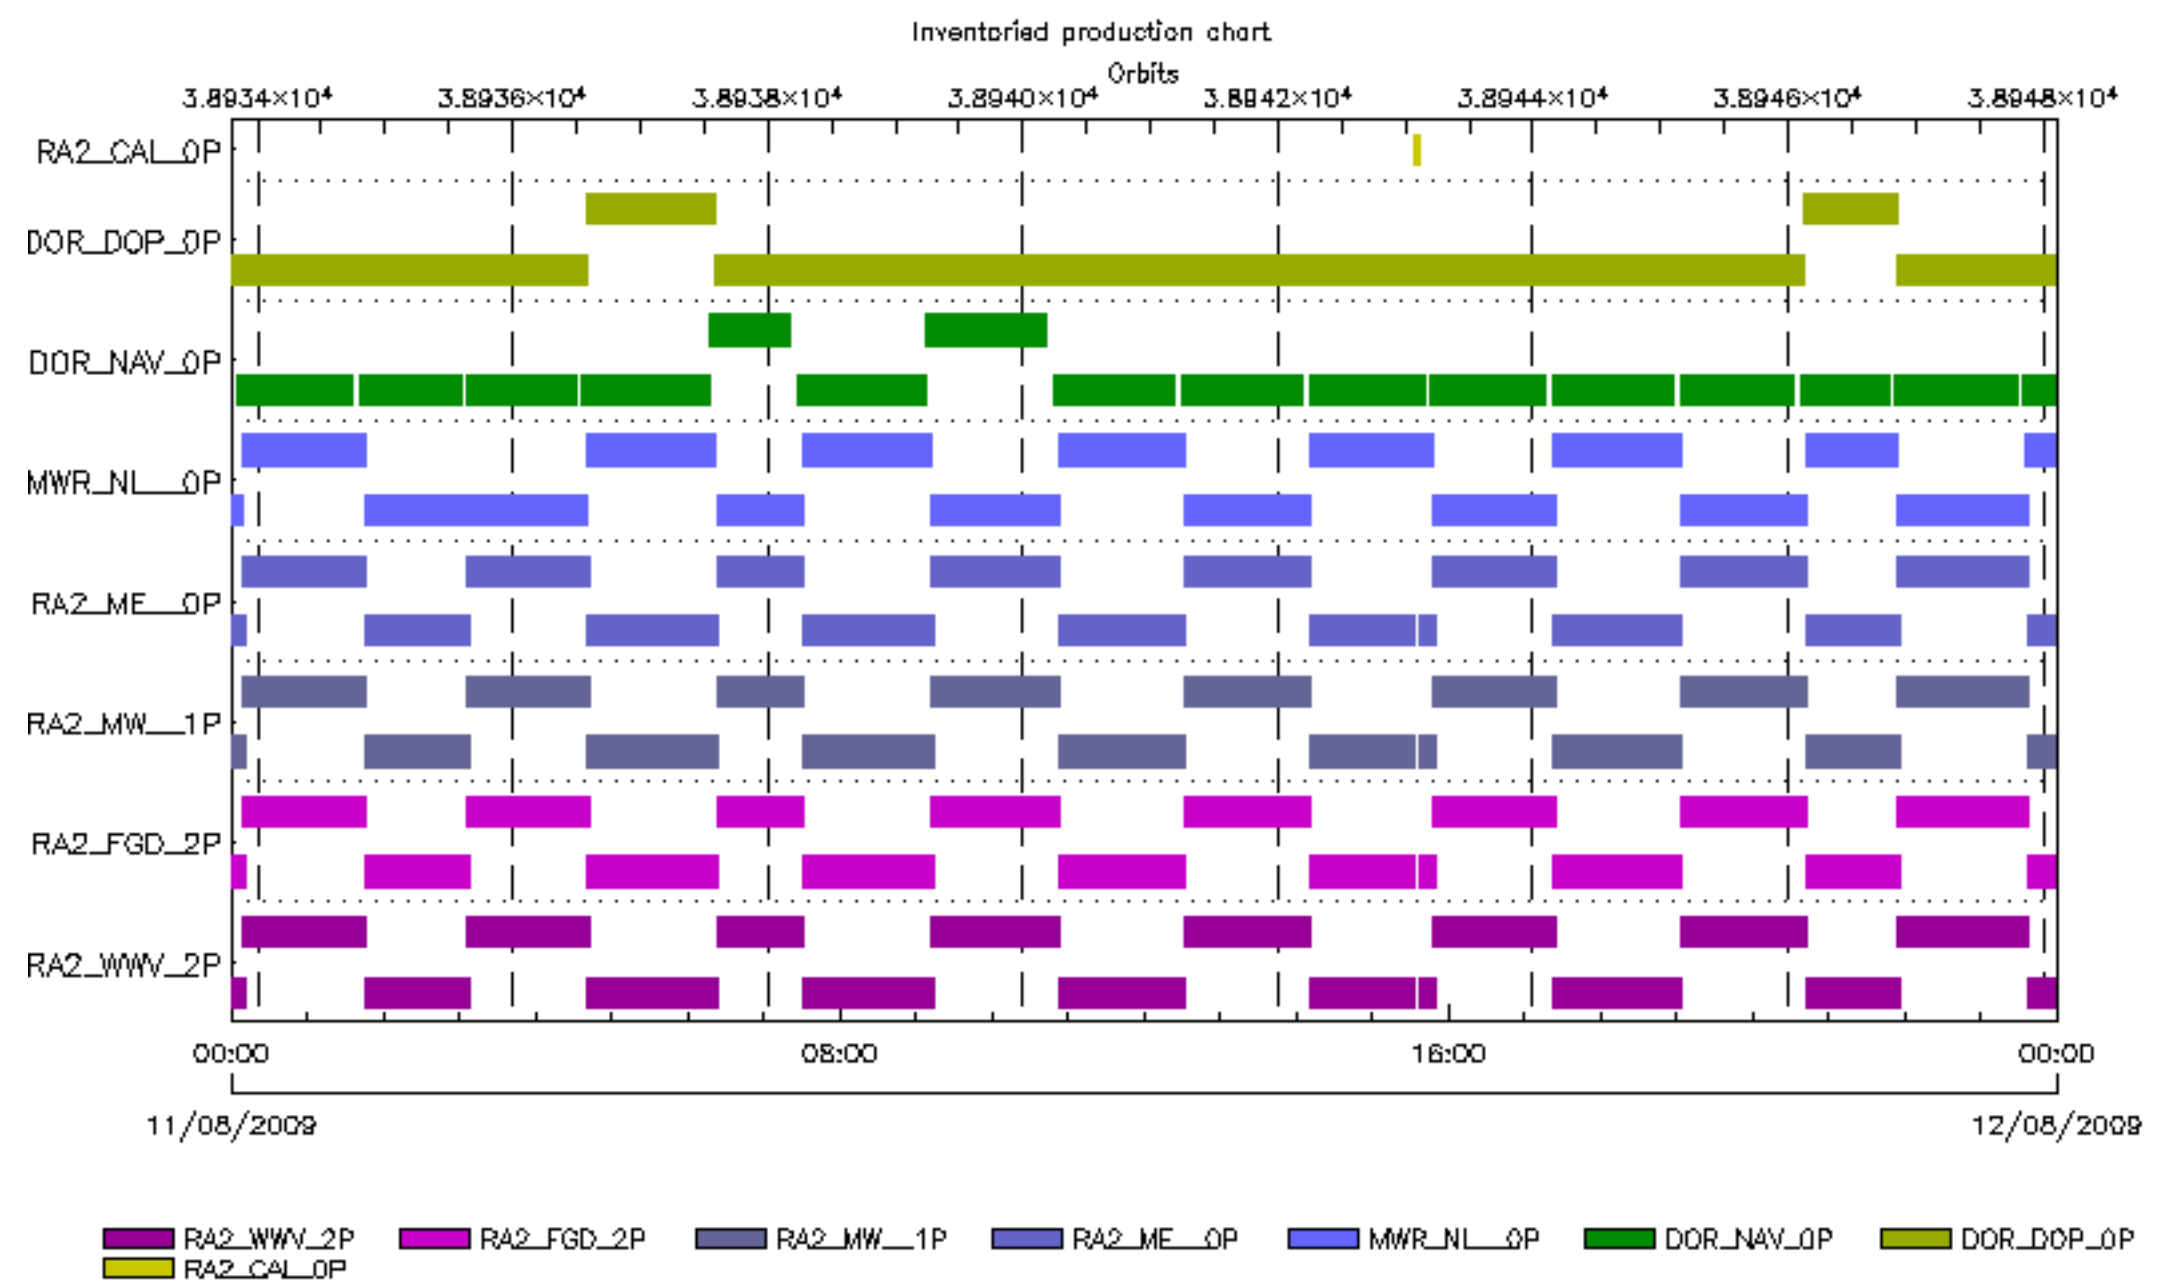 Inventoried production chart
Orbits
3.8934×10⁴ 3.8936×10⁴ 3.8938×10⁴ 3.8940×10⁴ 3.8942×10⁴ 3.8944×10⁴ 3.8946×10⁴ 3.8948×10⁴
RA2_CAL_0P
DOR_DOP_0P
DOR_NAV_0P
MWR_NL__0P
RA2_ME__0P
RA2_MW__1P
RA2_FGD_2P
RA2_WWV_2P
00:00 08:00 16:00 00:00
11/08/2009 12/08/2009
RA2_WWV_2P RA2_FGD_2P RA2_MW__1P RA2_ME__0P MWR_NL__0P DOR_NAV_0P DOR_DOP_0P
RA2_CAL_0P